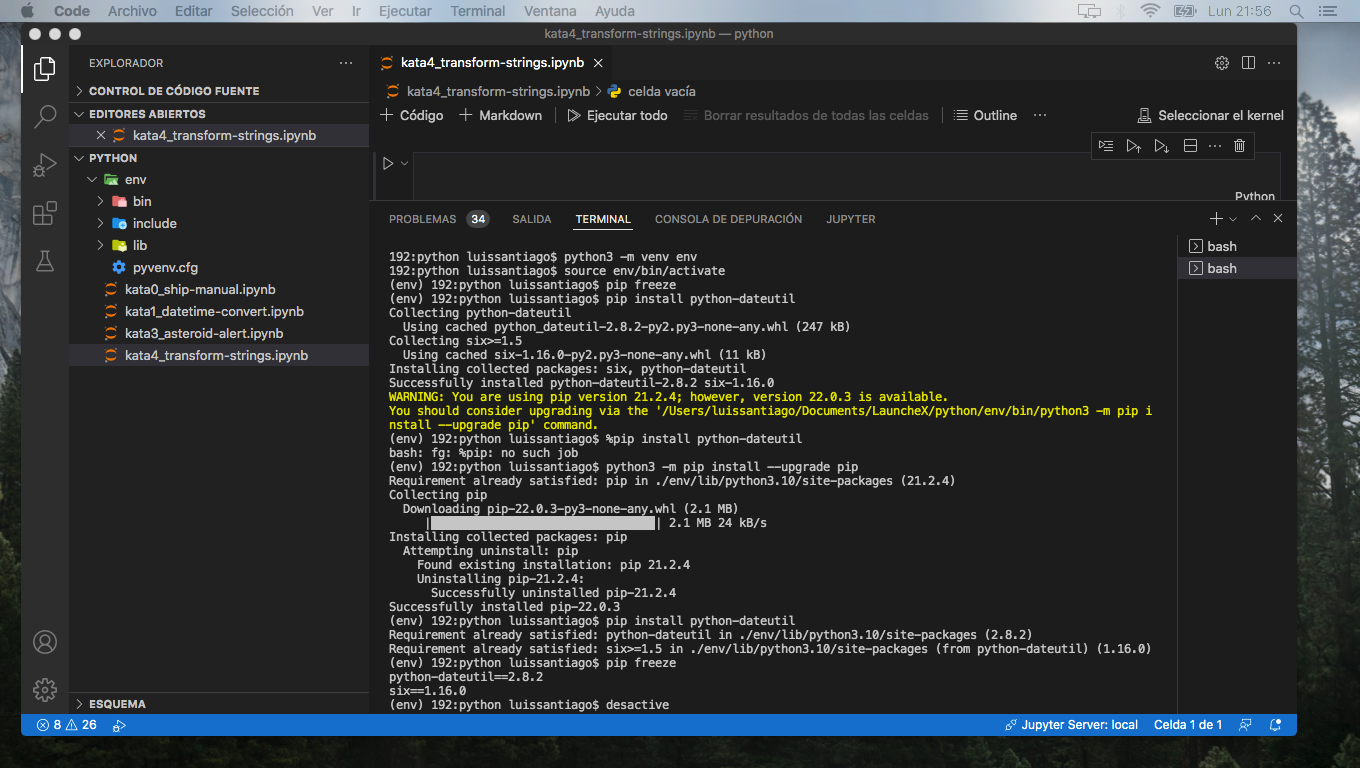 Code Archivo Editar Selección Ver Ir Ejecutar Terminal Ventana Ayuda Lun 21:56
kata4_transform-strings.ipynb — python
EXPLORADOR
CONTROL DE CÓDIGO FUENTE
EDITORES ABIERTOS
kata4_transform-strings.ipynb
PYTHON
env
bin
include
lib
pyvenv.cfg
kata0_ship-manual.ipynb
kata1_datetime-convert.ipynb
kata3_asteroid-alert.ipynb
kata4_transform-strings.ipynb
ESQUEMA
kata4_transform-strings.ipynb
kata4_transform-strings.ipynb > celda vacía
Código Markdown Ejecutar todo Borrar resultados de todas las celdas Outline Seleccionar el kernel
Python
PROBLEMAS 34 SALIDA TERMINAL CONSOLA DE DEPURACIÓN JUPYTER
bash
bash
192:python luissantiago$ python3 -m venv env
192:python luissantiago$ source env/bin/activate
(env) 192:python luissantiago$ pip freeze
(env) 192:python luissantiago$ pip install python-dateutil
Collecting python-dateutil
Using cached python_dateutil-2.8.2-py2.py3-none-any.whl (247 kB)
Collecting six>=1.5
Using cached six-1.16.0-py2.py3-none-any.whl (11 kB)
Installing collected packages: six, python-dateutil
Successfully installed python-dateutil-2.8.2 six-1.16.0
WARNING: You are using pip version 21.2.4; however, version 22.0.3 is available.
You should consider upgrading via the '/Users/luissantiago/Documents/LauncheX/python/env/bin/python3 -m pip i
nstall --upgrade pip' command.
(env) 192:python luissantiago$ %pip install python-dateutil
bash: fg: %pip: no such job
(env) 192:python luissantiago$ python3 -m pip install --upgrade pip
Requirement already satisfied: pip in ./env/lib/python3.10/site-packages (21.2.4)
Collecting pip
Downloading pip-22.0.3-py3-none-any.whl (2.1 MB)
| | 2.1 MB 24 kB/s
Installing collected packages: pip
Attempting uninstall: pip
Found existing installation: pip 21.2.4
Uninstalling pip-21.2.4:
Successfully uninstalled pip-21.2.4
Successfully installed pip-22.0.3
(env) 192:python luissantiago$ pip install python-dateutil
Requirement already satisfied: python-dateutil in ./env/lib/python3.10/site-packages (2.8.2)
Requirement already satisfied: six>=1.5 in ./env/lib/python3.10/site-packages (from python-dateutil) (1.16.0)
(env) 192:python luissantiago$ pip freeze
python-dateutil==2.8.2
six==1.16.0
(env) 192:python luissantiago$ desactive
8 26 Jupyter Server: local Celda 1 de 1